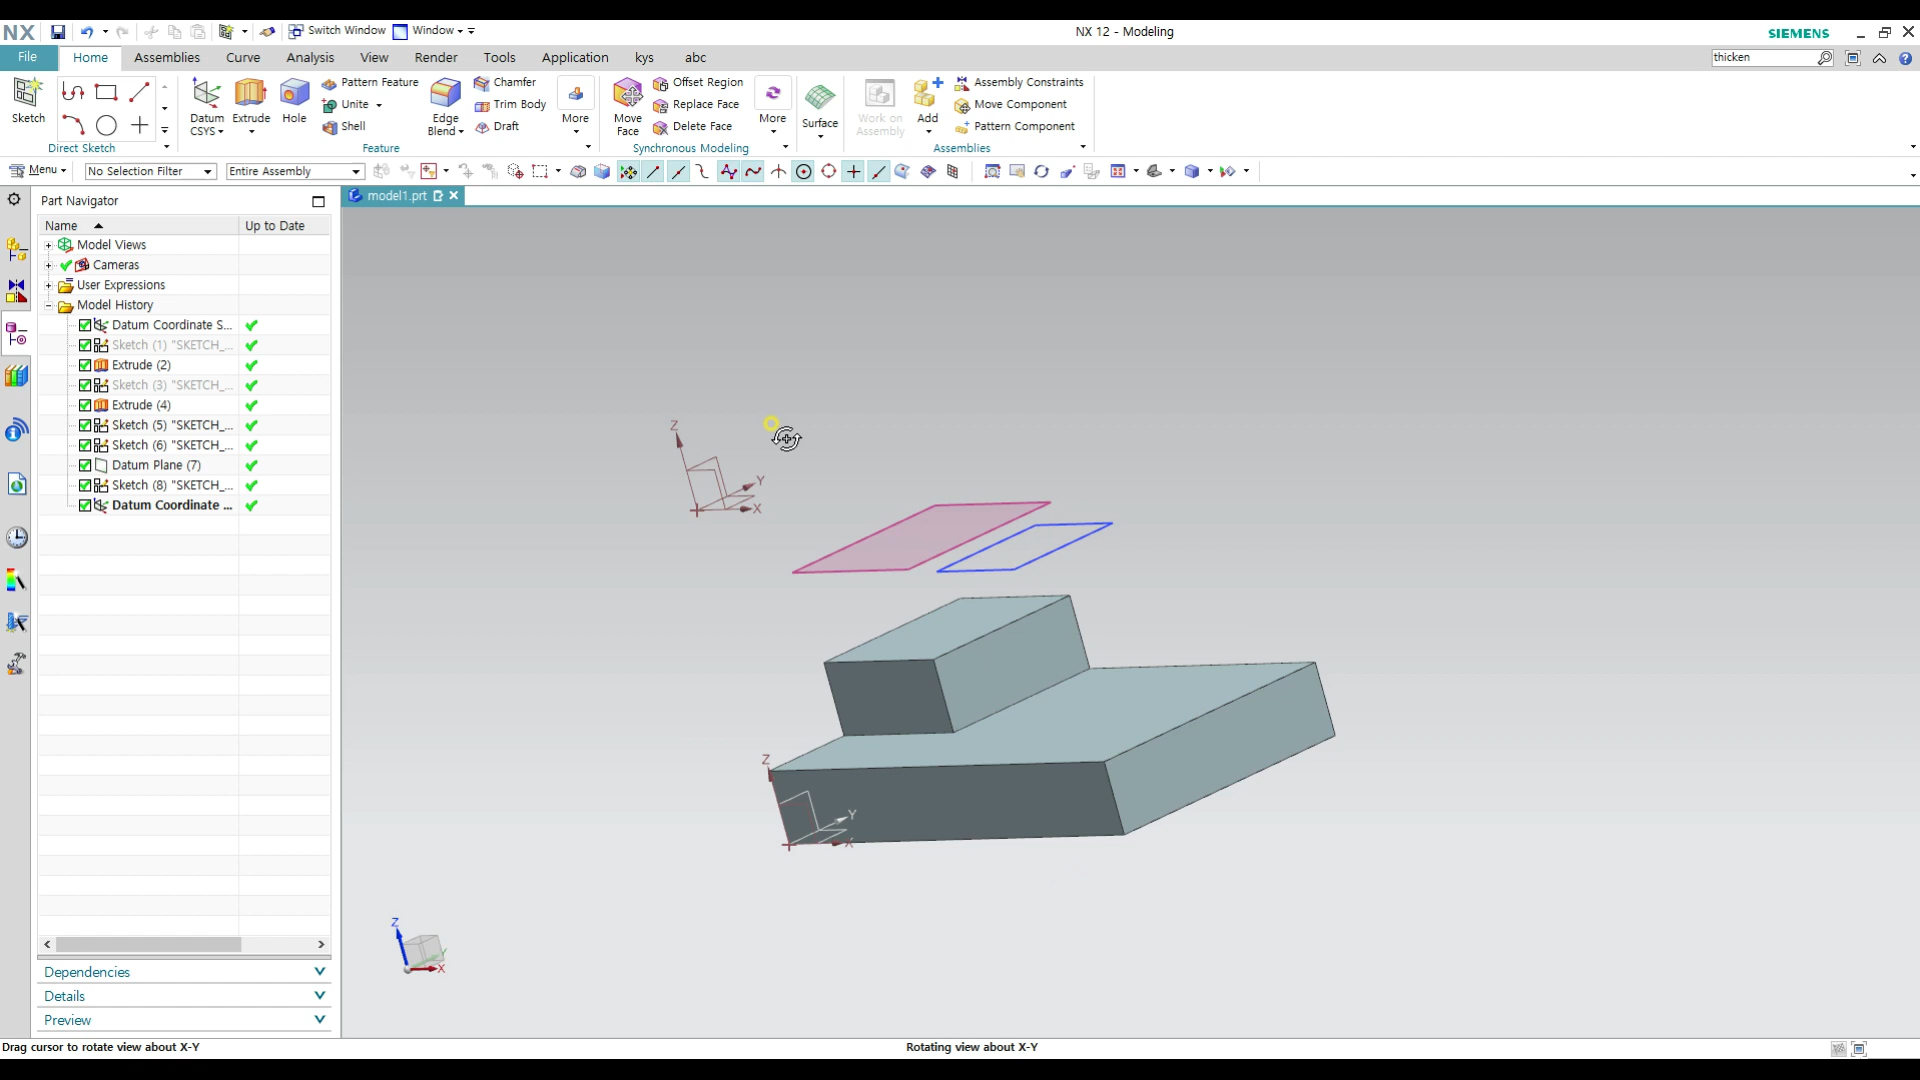 NX
Switch Window
Window
NX 12 - Modeling
SIEMENS
File
Home
Assemblies
Curve
Analysis
View
Render
Tools
Application
kys
abc
thicken
Sketch
Direct Sketch
Datum
CSYS
Extrude
Hole
Pattern Feature
Unite
Shell
Edge
Blend
Chamfer
Trim Body
Draft
More
Feature
Move
Face
Offset Region
Replace Face
Delete Face
More
Synchronous Modeling
Surface
Work on
Assembly
Add
Assembly Constraints
Move Component
Pattern Component
Assemblies
Menu
No Selection Filter
Entire Assembly
Part Navigator
model1.prt
Name
Up to Date
Model Views
Cameras
User Expressions
Model History
Datum Coordinate S...
Sketch (1) "SKETCH_...
Extrude (2)
Sketch (3) "SKETCH_...
Extrude (4)
Sketch (5) "SKETCH_...
Sketch (6) "SKETCH_...
Datum Plane (7)
Sketch (8) "SKETCH_...
Datum Coordinate ...
Z
Y
X
Z
Y
X
Z
X
Dependencies
Details
Preview
Drag cursor to rotate view about X-Y
Rotating view about X-Y